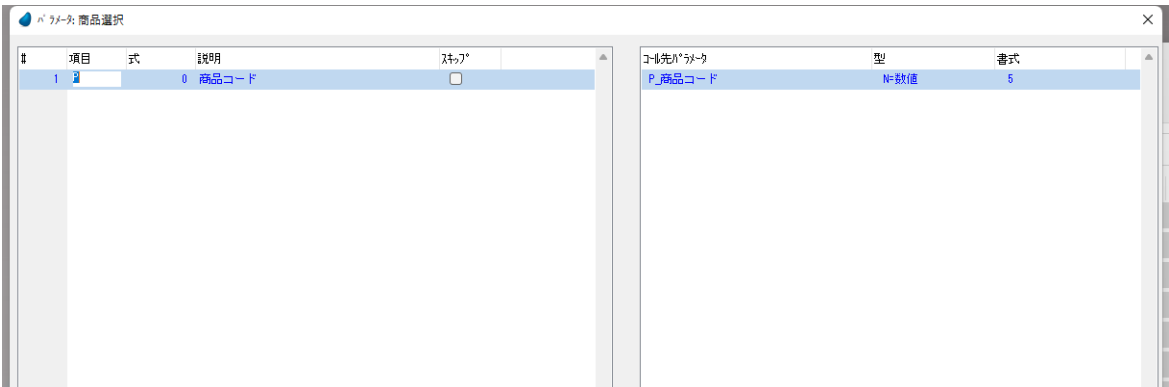 ﾊﾟﾗﾒｰﾀ: 商品選択
# 項目 式 説明 ｽｷｯﾌﾟ
1 P 0 商品コード
ｺｰﾙ先ﾊﾟﾗﾒｰﾀ 型 書式
P_商品コード N=数値 5